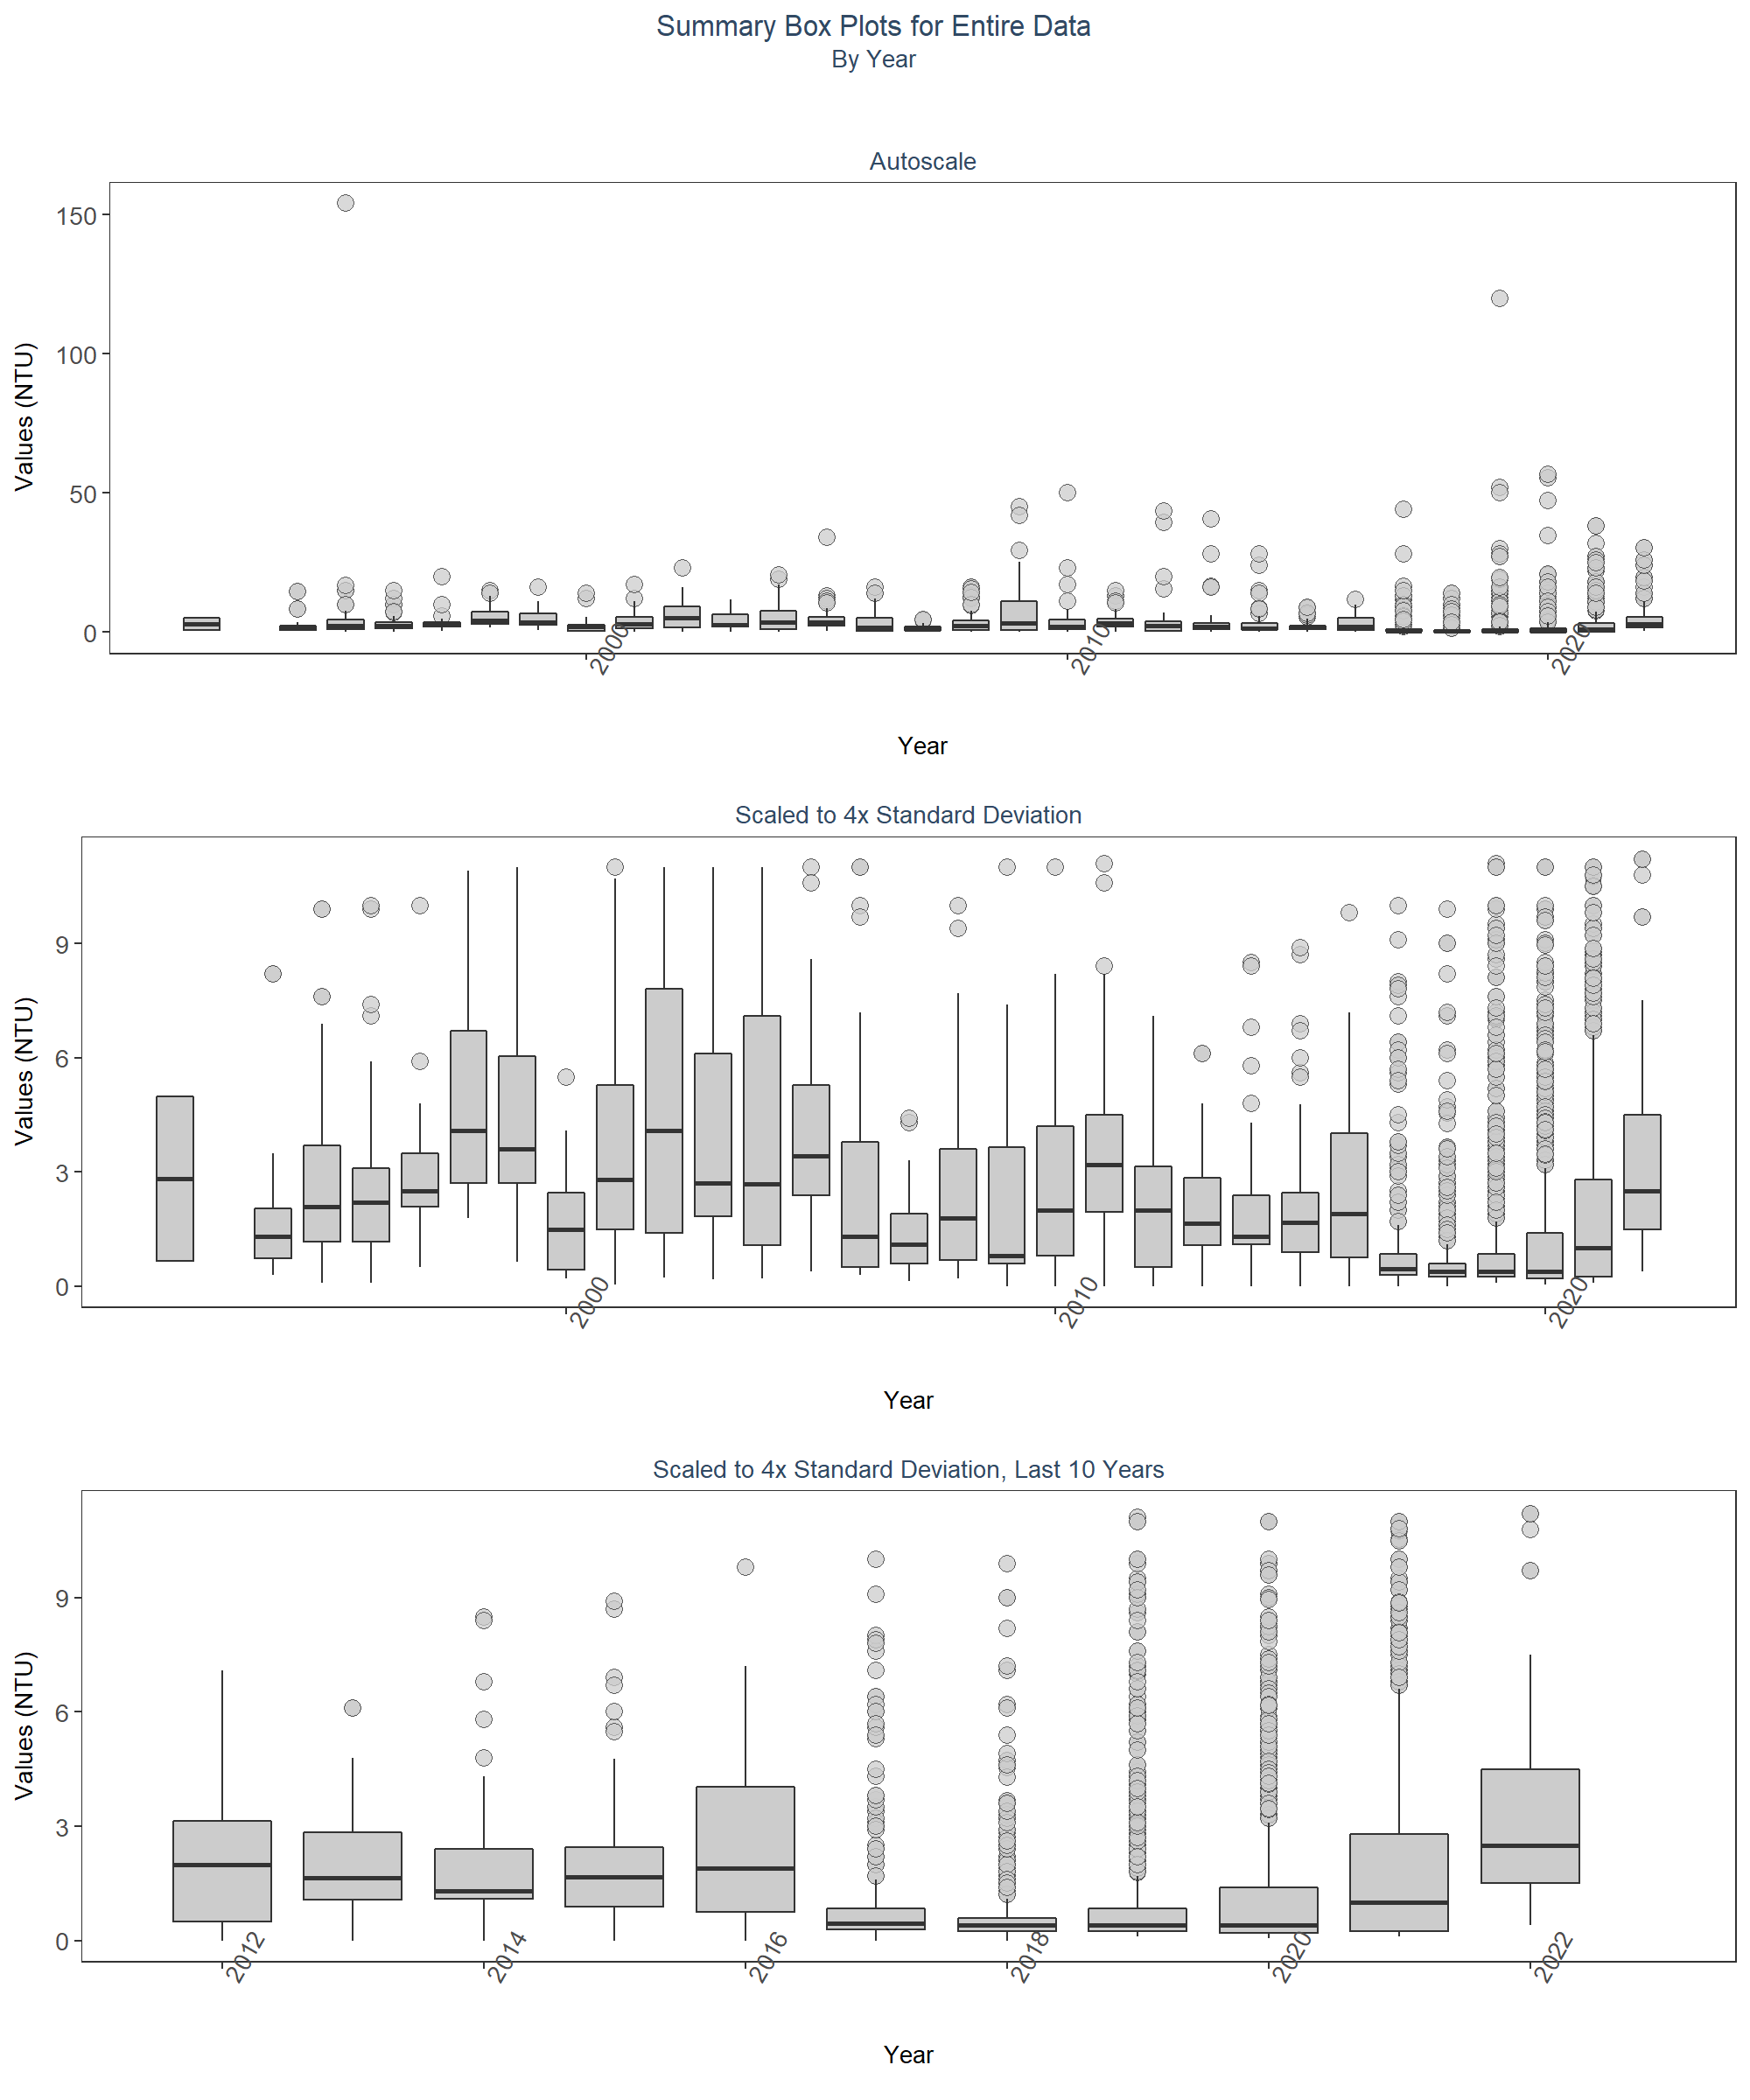 Summary Box Plots for Entire Data
By Year
Autoscale
Values (NTU)
150
100
50
0
2000
2010
2020
Year
Scaled to 4x Standard Deviation
Values (NTU)
9
6
3
0
2000
2010
2020
Year
Scaled to 4x Standard Deviation, Last 10 Years
Values (NTU)
9
6
3
0
2012
2014
2016
2018
2020
2022
Year